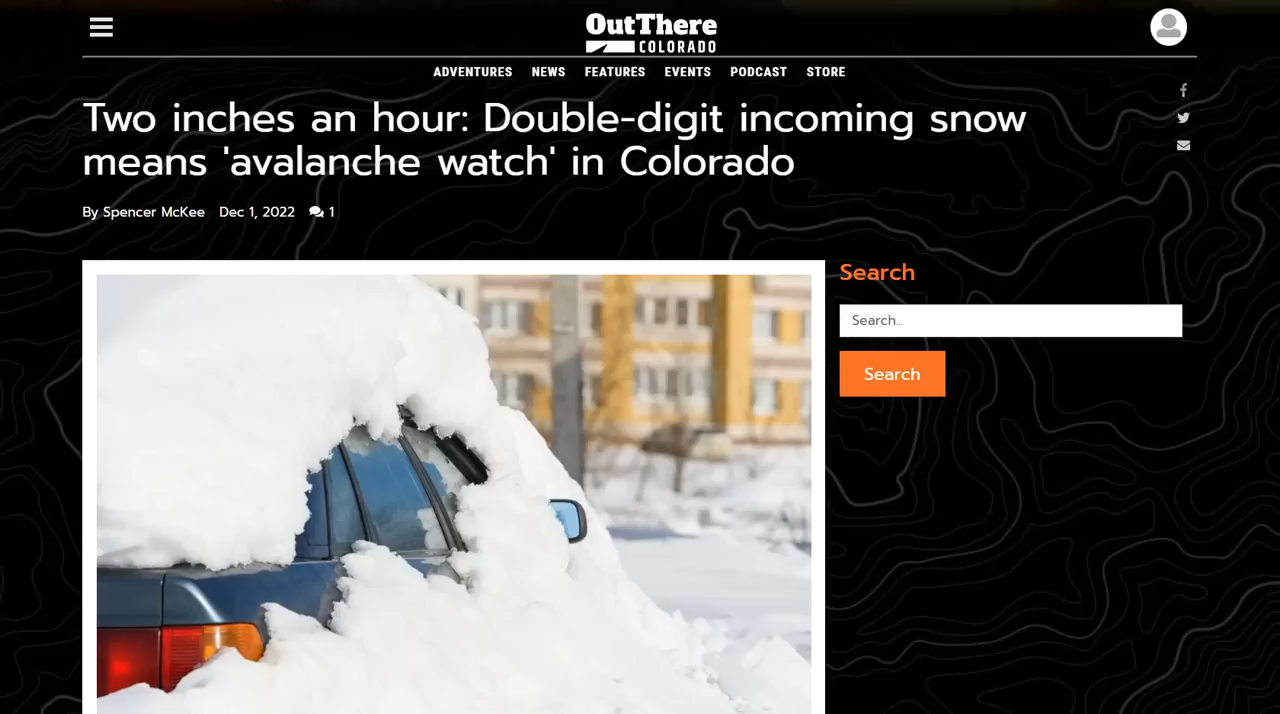 OutThere
COLORADO
ADVENTURES NEWS FEATURES EVENTS PODCAST STORE
Two inches an hour: Double-digit incoming snow
means 'avalanche watch' in Colorado
By Spencer McKee Dec 1, 2022 1
Search
Search...
Search